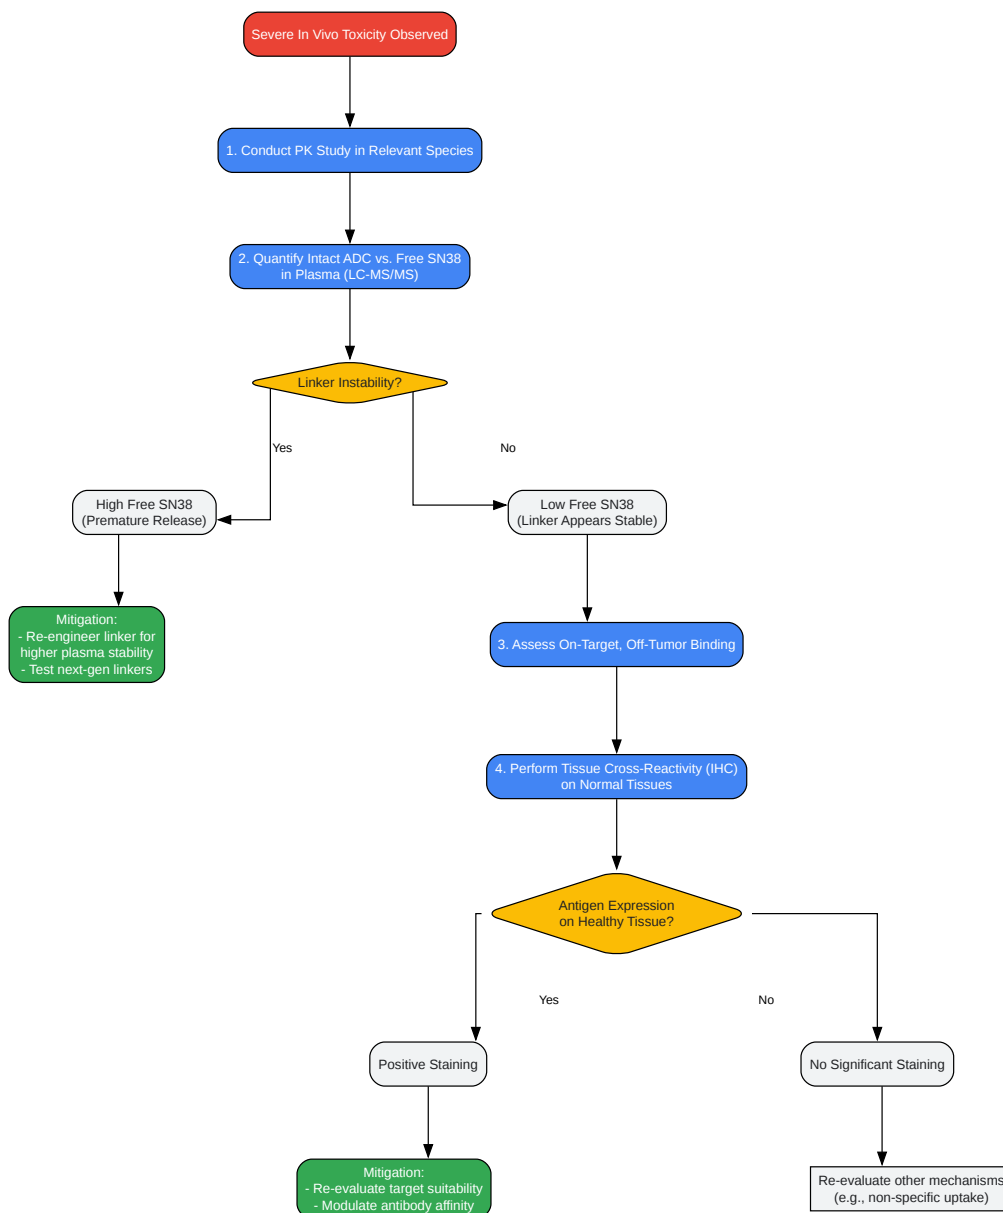 Severe In Vivo Toxicity Observed
1. Conduct PK Study in Relevant Species
2. Quantify Intact ADC vs. Free SN38
in Plasma (LC-MS/MS)
Linker Instability?
Yes
No
High Free SN38
(Premature Release)
Low Free SN38
(Linker Appears Stable)
Mitigation:
- Re-engineer linker for
higher plasma stability
- Test next-gen linkers
3. Assess On-Target, Off-Tumor Binding
4. Perform Tissue Cross-Reactivity (IHC)
on Normal Tissues
Antigen Expression
on Healthy Tissue?
Yes
No
Positive Staining
No Significant Staining
Mitigation:
- Re-evaluate target suitability
- Modulate antibody affinity
Re-evaluate other mechanisms
(e.g., non-specific uptake)